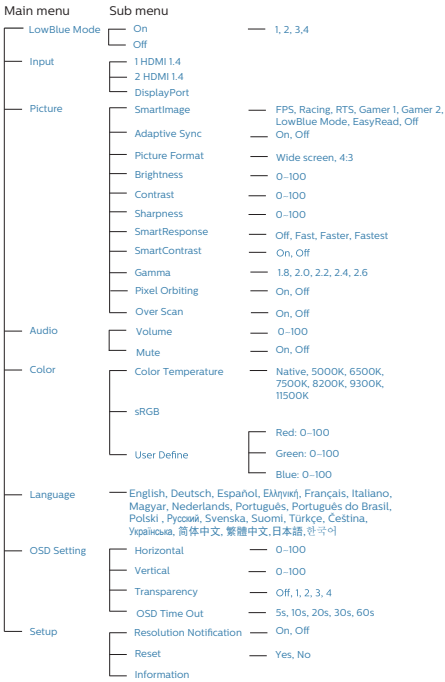 Main menu Sub menu
LowBlue Mode On 1, 2, 3,4
Off
Input 1 HDMI 1.4
2 HDMI 1.4
DisplayPort
Picture SmartImage FPS, Racing, RTS, Gamer 1, Gamer 2,
LowBlue Mode, EasyRead, Off
Adaptive Sync On, Off
Picture Format Wide screen, 4:3
Brightness 0–100
Contrast 0–100
Sharpness 0–100
SmartResponse Off, Fast, Faster, Fastest
SmartContrast On, Off
Gamma 1.8, 2.0, 2.2, 2.4, 2.6
Pixel Orbiting On, Off
Over Scan On, Off
Audio Volume 0–100
Mute On, Off
Color Color Temperature Native, 5000K, 6500K,
7500K, 8200K, 9300K,
11500K
sRGB
Red: 0–100
User Define Green: 0–100
Blue: 0–100
Language English, Deutsch, Español, Ελληνική, Français, Italiano,
Magyar, Nederlands, Português, Português do Brasil,
Polski , Русский, Svenska, Suomi, Türkçe, Čeština,
Українська, 简体中文, 繁體中文,日本語,한국어
OSD Setting Horizontal 0–100
Vertical 0–100
Transparency Off, 1, 2, 3, 4
OSD Time Out 5s, 10s, 20s, 30s, 60s
Setup Resolution Notification On, Off
Reset Yes, No
Information